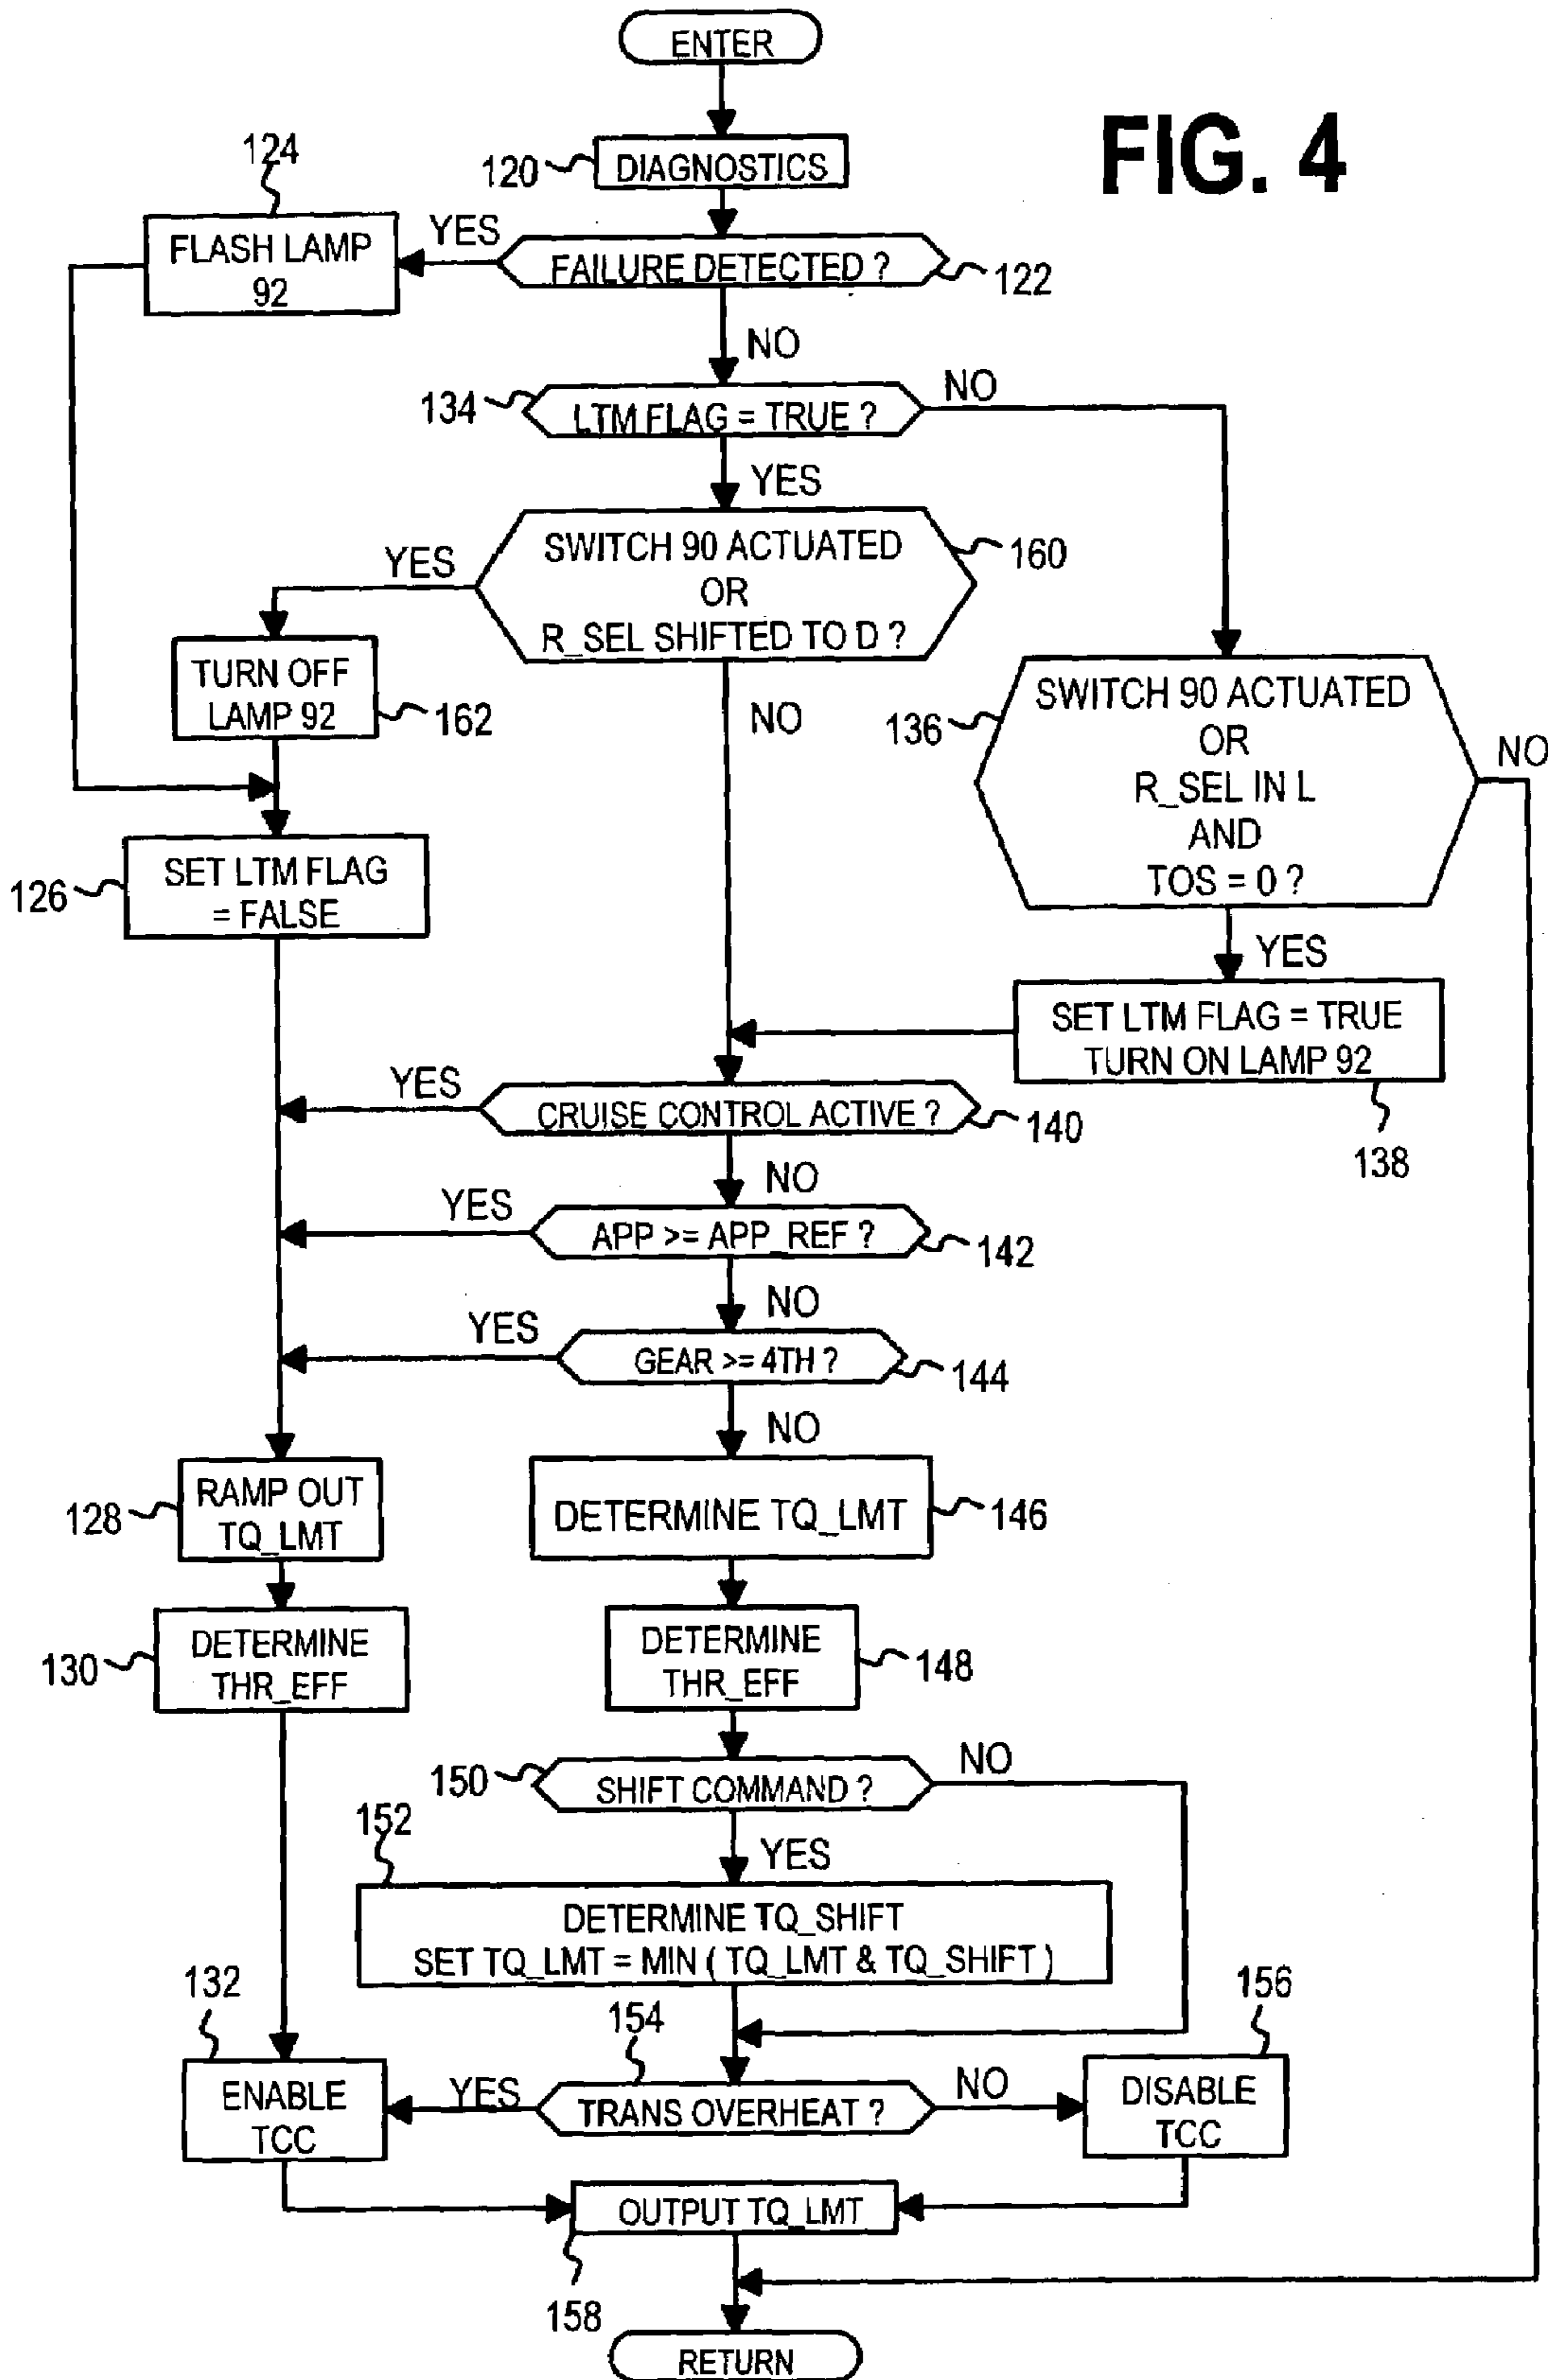 ENTER
FIG. 4
124
120
DIAGNOSTICS
FLASH LAMP
92
YES
FAILURE DETECTED ?
122
NO
134
LTM FLAG = TRUE ?
NO
YES
SWITCH 90 ACTUATED
OR
R_SEL SHIFTED TO D ?
160
YES
TURN OFF
LAMP 92
162
NO
136
SWITCH 90 ACTUATED
OR
R_SEL IN L
AND
TOS = 0 ?
NO
126
SET LTM FLAG
= FALSE
YES
SET LTM FLAG = TRUE
TURN ON LAMP 92
138
YES
CRUISE CONTROL ACTIVE ?
140
NO
YES
APP >= APP_REF ?
142
NO
YES
GEAR >= 4TH ?
144
NO
128
RAMP OUT
TQ_LMT
DETERMINE TQ_LMT
146
130
DETERMINE
THR_EFF
DETERMINE
THR_EFF
148
150
SHIFT COMMAND ?
NO
152
YES
DETERMINE TQ_SHIFT
SET TQ_LMT = MIN ( TQ_LMT & TQ_SHIFT )
132
154
156
ENABLE
TCC
YES
TRANS OVERHEAT ?
NO
DISABLE
TCC
OUTPUT TQ_LMT
158
RETURN